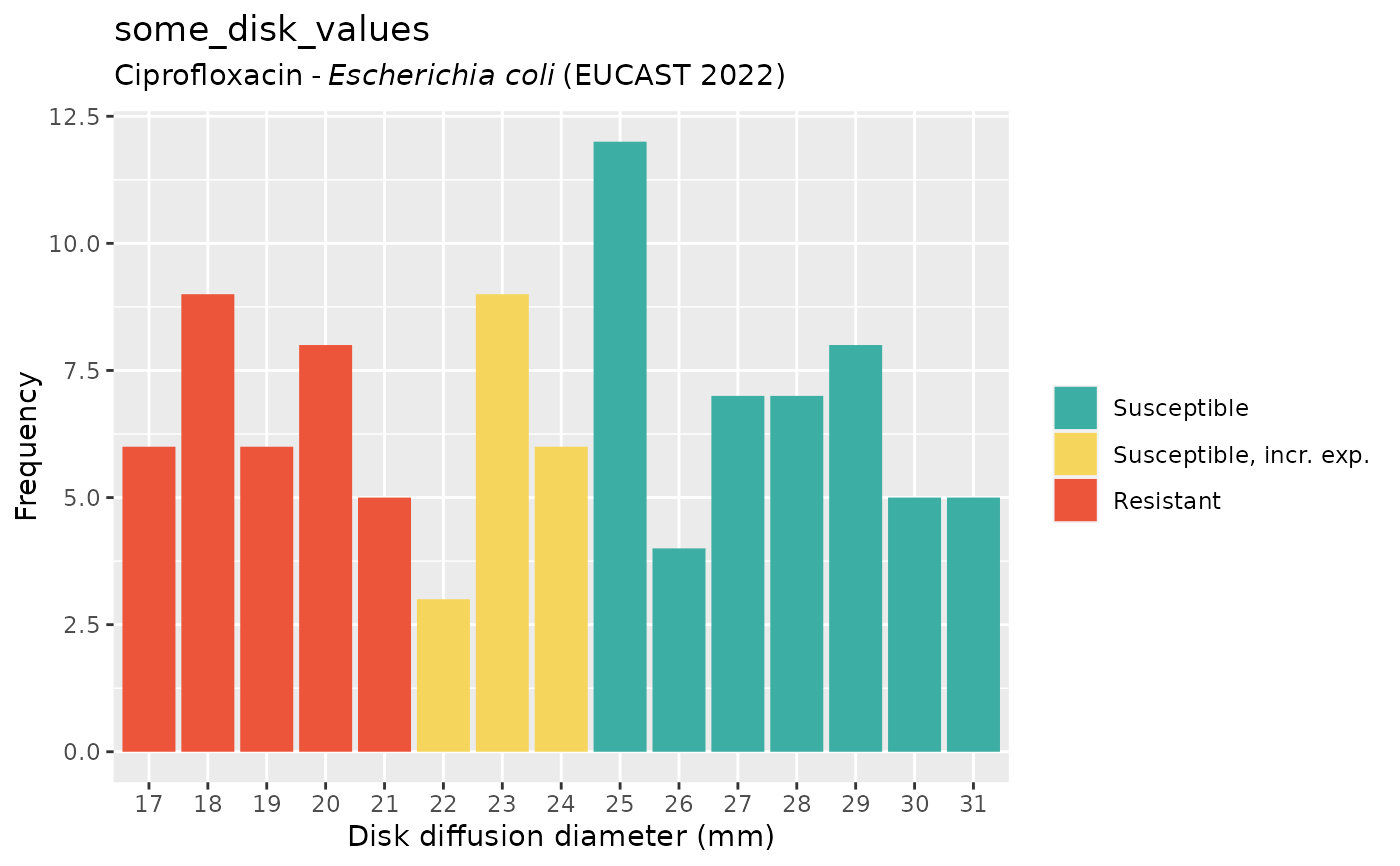 some_disk_values
Ciprofloxacin - Escherichia coli (EUCAST 2022)
12.5
10.0
7.5
5.0
2.5
0.0
Frequency
17 18 19 20 21 22 23 24 25 26 27 28 29 30 31
Disk diffusion diameter (mm)
Susceptible
Susceptible, incr. exp.
Resistant